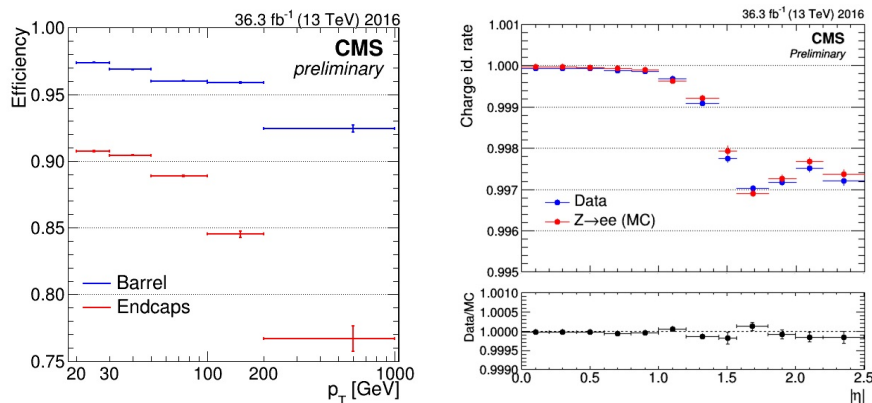 36.3 fb⁻¹ (13 TeV) 2016
CMS
preliminary
Efficiency
1.00
0.95
0.90
0.85
0.80
0.75
Barrel
Endcaps
20 30 100 200 1000
p_T [GeV]
36.3 fb⁻¹ (13 TeV) 2016
CMS
Preliminary
Charge id. rate
1.001
1.000
0.999
0.998
0.997
0.996
0.995
Data
Z→ee (MC)
Data/MC
1.0010
1.0005
1.0000
0.9995
0.9990
0.0 0.5 1.0 1.5 2.0 2.5
|η|